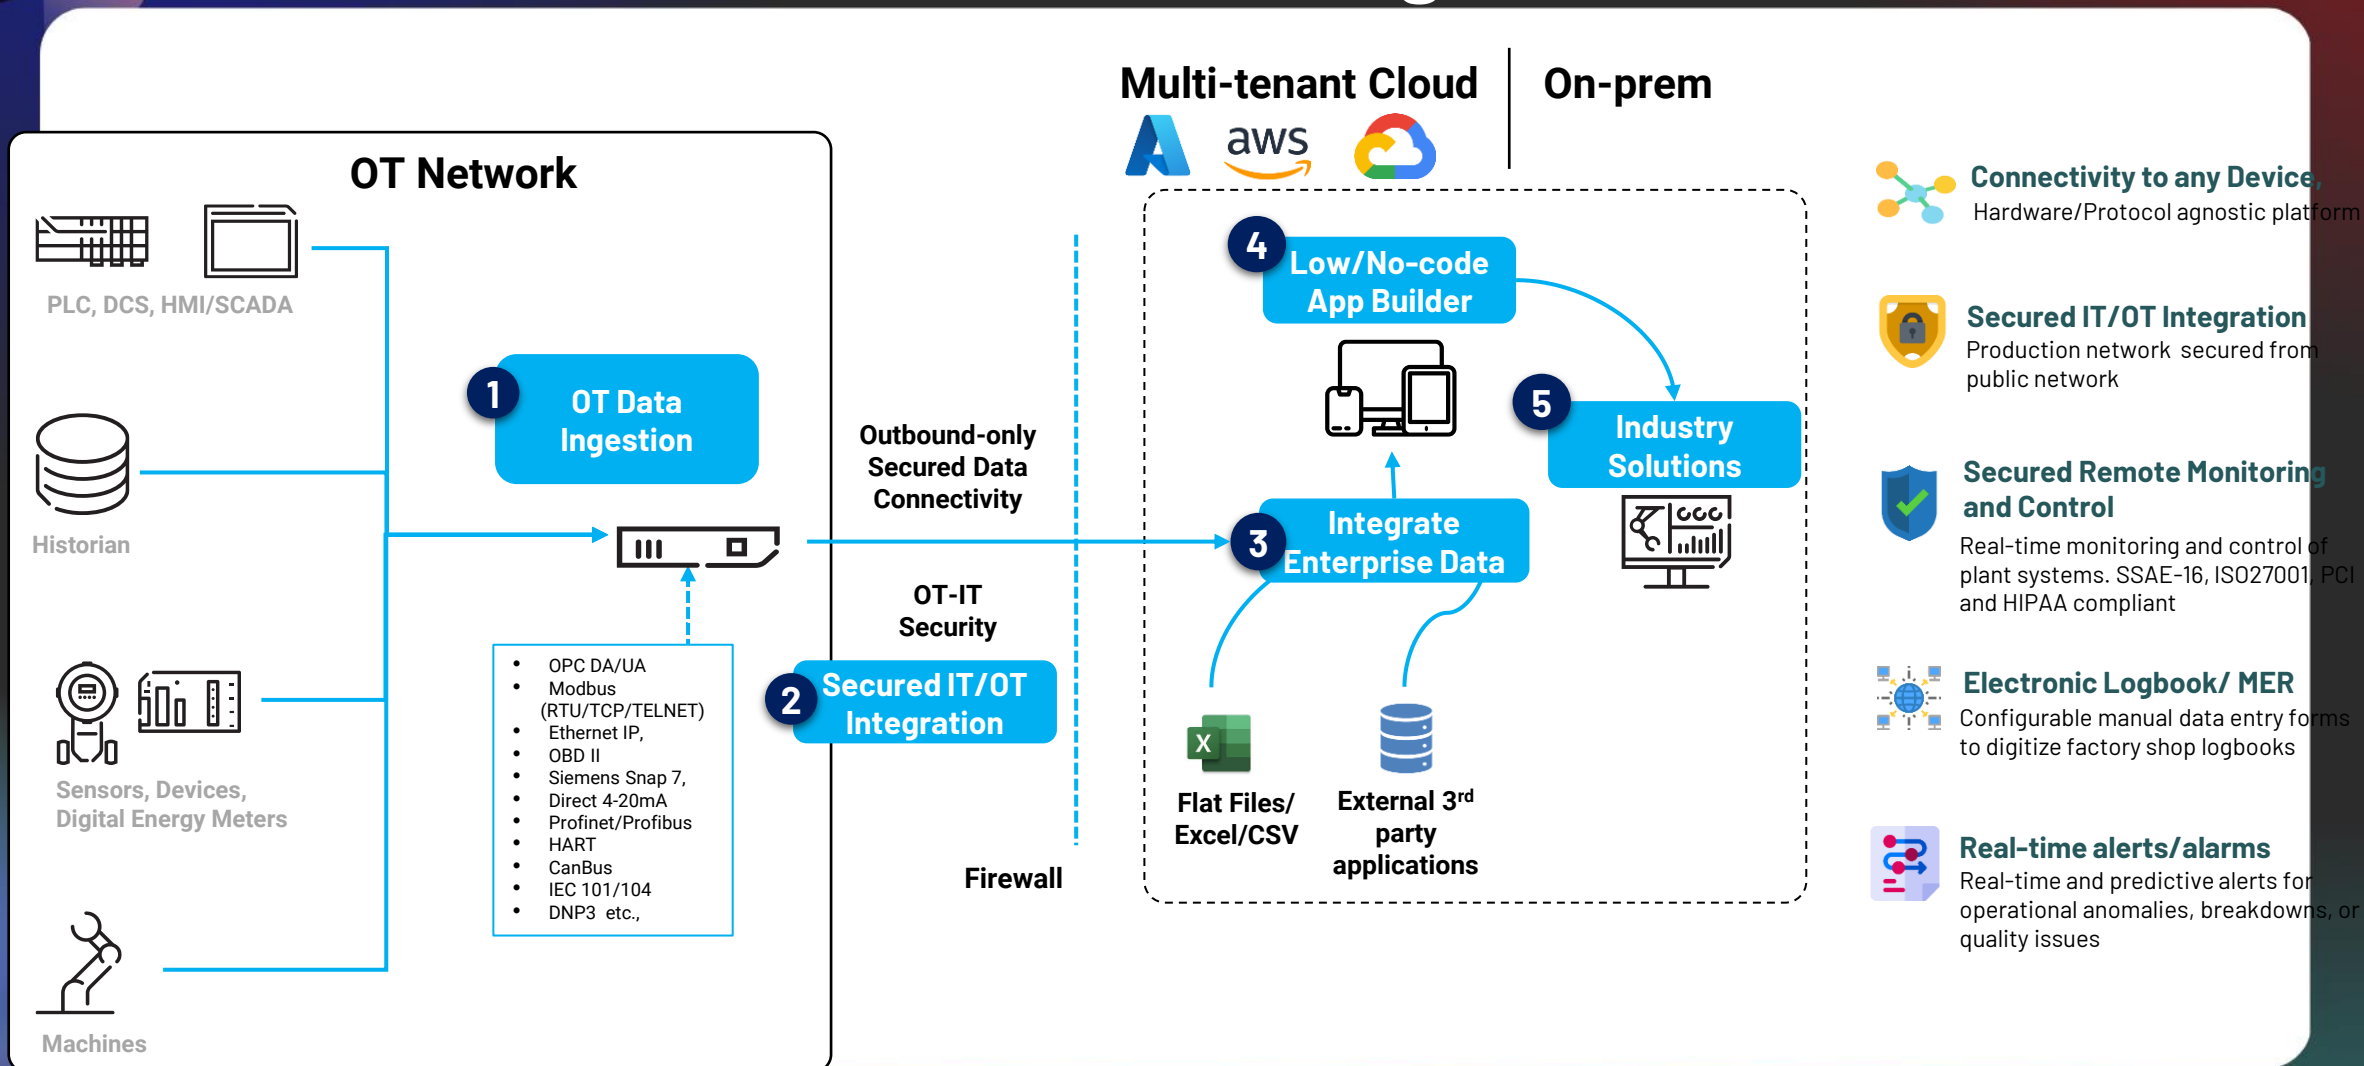 Multi-tenant Cloud
On-prem
aws
OT Network
PLC, DCS, HMI/SCADA
Historian
Sensors, Devices,
Digital Energy Meters
Machines
1
OT Data
Ingestion
• OPC DA/UA
• Modbus
(RTU/TCP/TELNET)
• Ethernet IP,
• OBD II
• Siemens Snap 7,
• Direct 4-20mA
• Profinet/Profibus
• HART
• CanBus
• IEC 101/104
• DNP3 etc.,
Outbound-only
Secured Data
Connectivity
OT-IT
Security
2
Secured IT/OT
Integration
Firewall
4
Low/No-code
App Builder
5
Industry
Solutions
3
Integrate
Enterprise Data
X
Flat Files/
Excel/CSV
External 3rd
party
applications
Connectivity to any Device,
Hardware/Protocol agnostic platform
Secured IT/OT Integration
Production network secured from
public network
Secured Remote Monitoring
and Control
Real-time monitoring and control of
plant systems. SSAE-16, ISO27001, PCI
and HIPAA compliant
Electronic Logbook/ MER
Configurable manual data entry forms
to digitize factory shop logbooks
Real-time alerts/alarms
Real-time and predictive alerts for
operational anomalies, breakdowns, or
quality issues